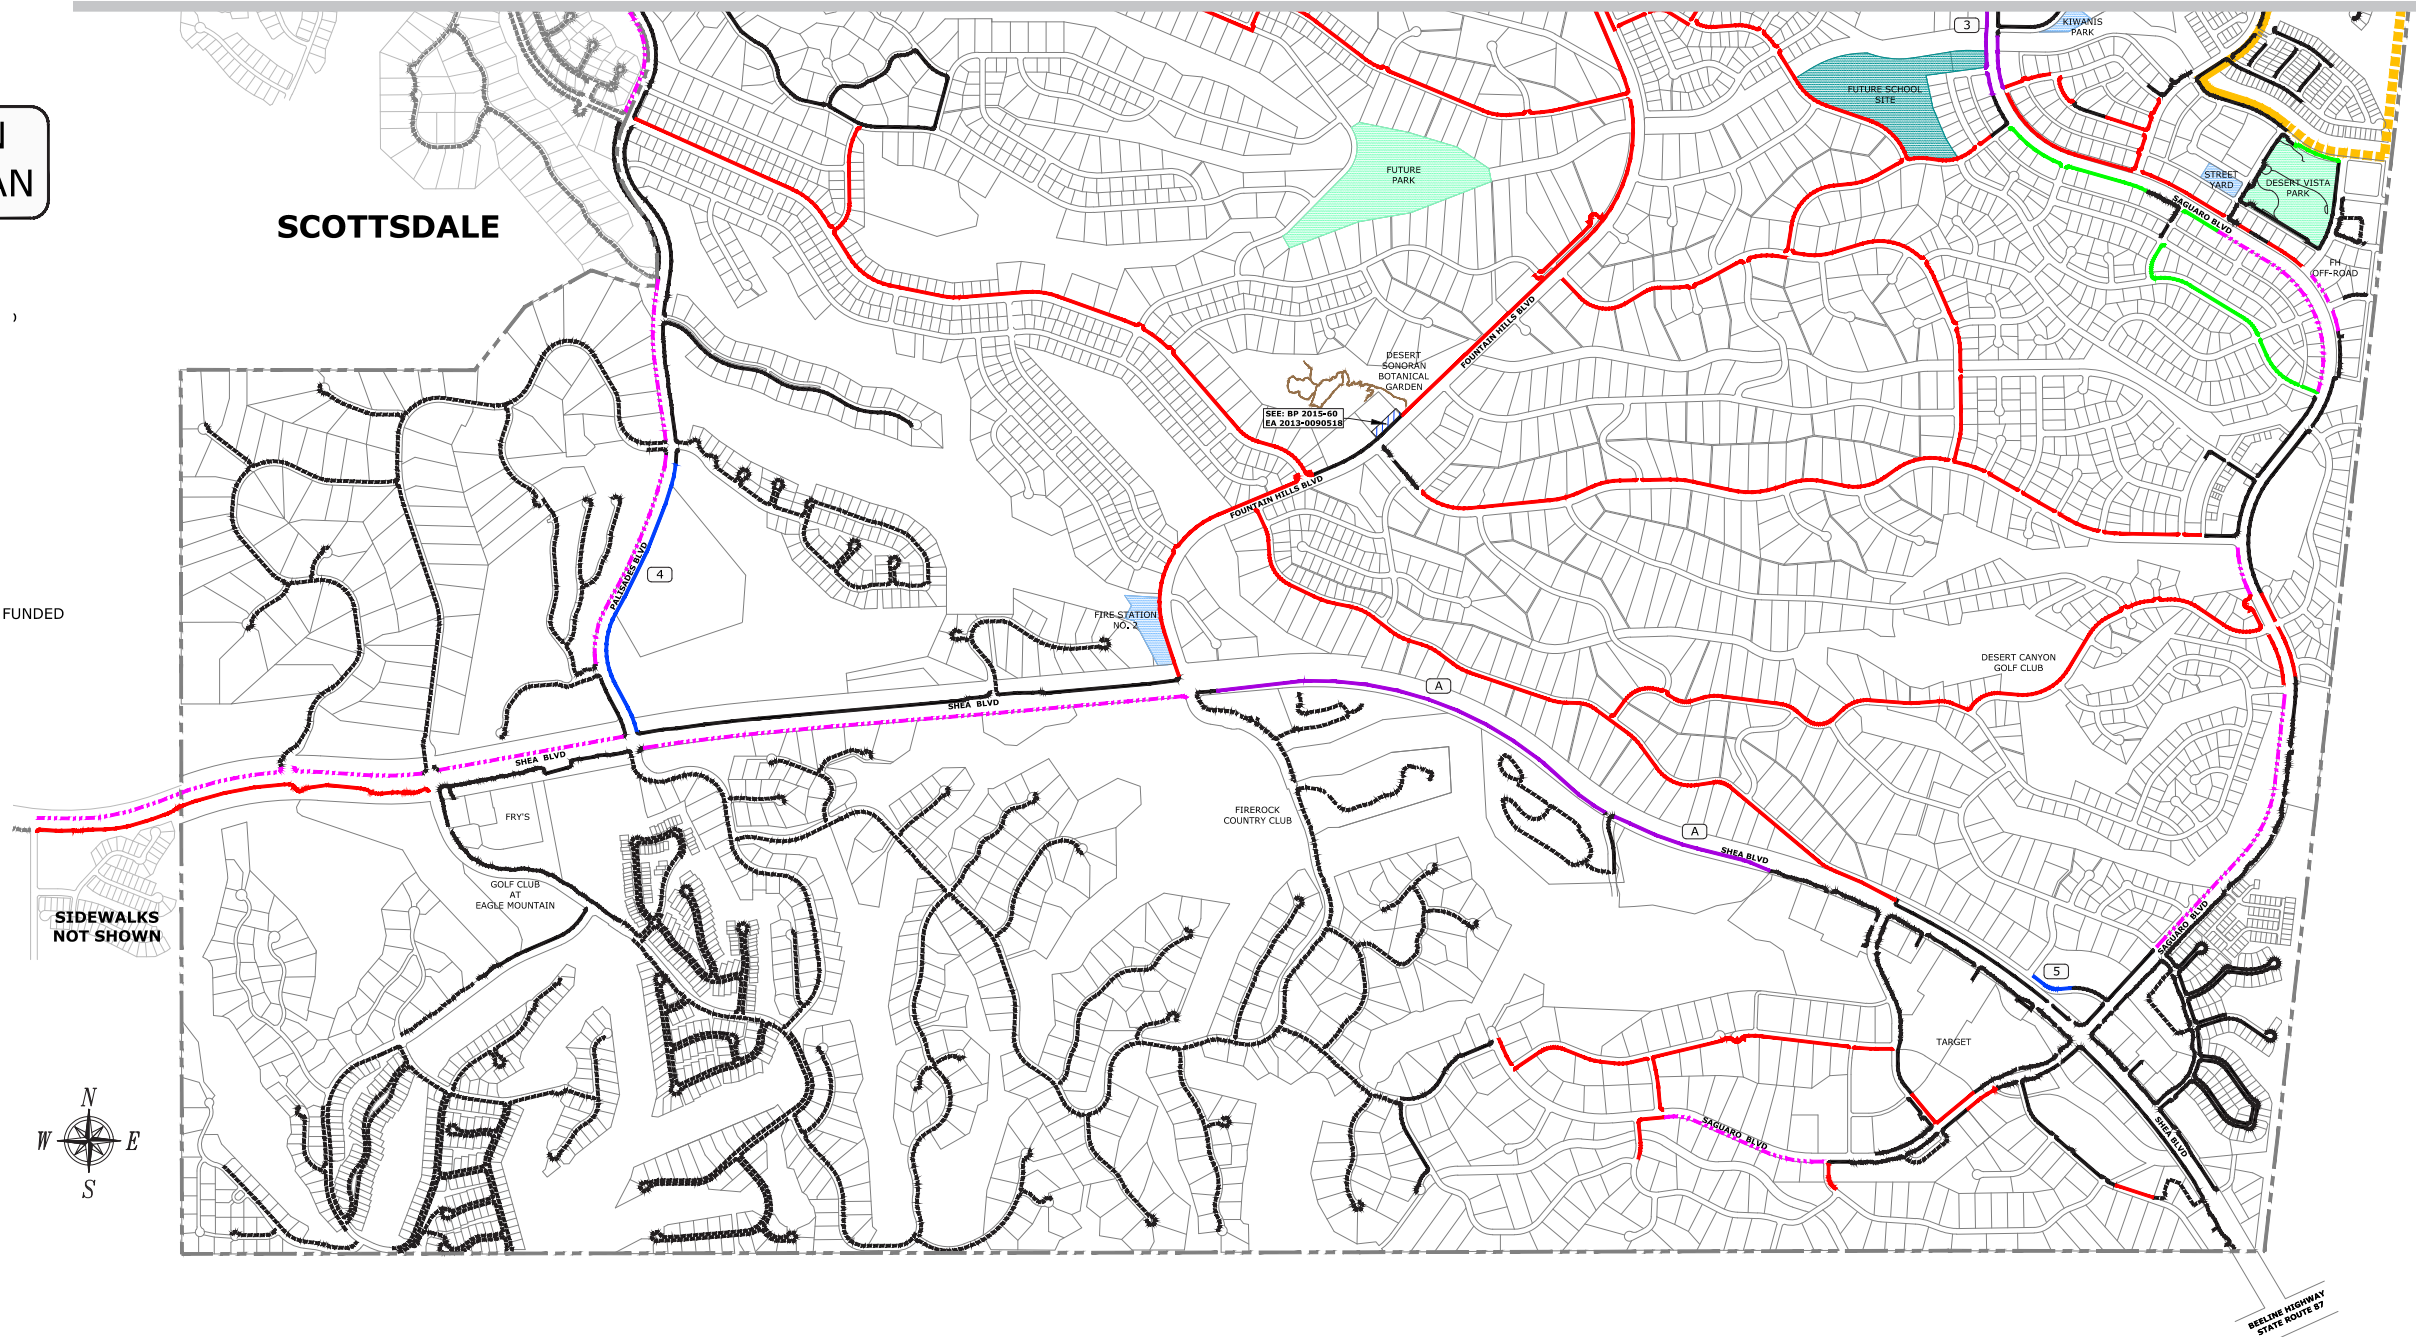 N
AN
SCOTTSDALE
FUNDED
3
KIWANIS
PARK
FUTURE SCHOOL
SITE
FUTURE
PARK
STREET
YARD
DESERT VISTA
PARK
SAGUARO BLVD
FH
OFF-ROAD
FOUNTAIN HILLS BLVD
DESERT
SONORAN
BOTANICAL
GARDEN
SEE: BP 2015-60
EA 2013-0090518
FOUNTAIN HILLS BLVD
PALISADES BLVD
4
FIRE STATION
NO. 2
DESERT CANYON
GOLF CLUB
A
SHEA BLVD
SHEA BLVD
FRY'S
FIREROCK
COUNTRY CLUB
A
SHEA BLVD
GOLF CLUB
AT
EAGLE MOUNTAIN
SIDEWALKS
NOT SHOWN
SAGUARO BLVD
5
TARGET
SAGUARO BLVD
SHEA BLVD
N
W
E
S
BEELINE HIGHWAY
STATE ROUTE 87